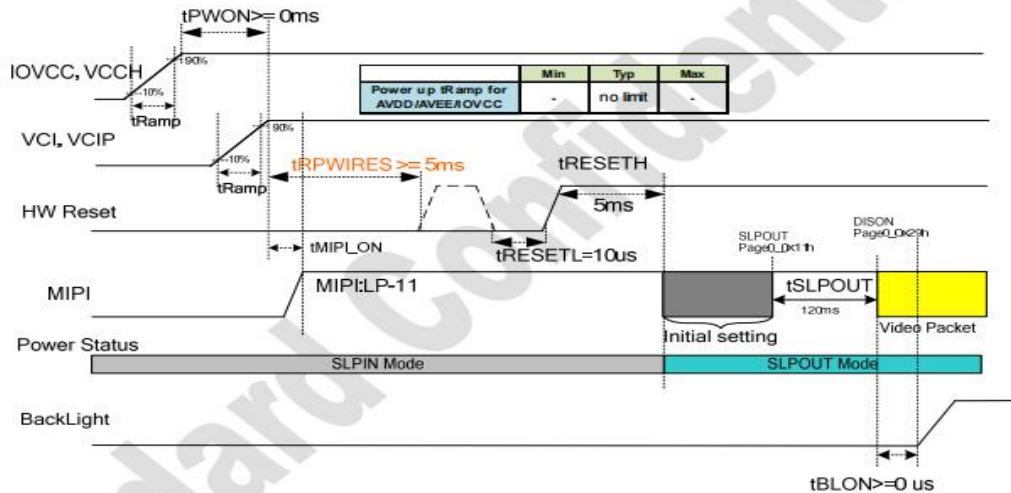 tPWON>= 0ms
IOVCC, VCCH
90%
10%
tRamp
Min Typ Max
Power up tRamp for AVDD/AVEE/IOVCC - no limit -
VCI, VCIP
90%
10%
tRamp
tRPWIRES >= 5ms
tRESETH
5ms
HW Reset
tMIPI_ON
tRESETL=10us
SLPOUT
Page0_0x11h
DISON
Page0_0x29h
MIPI
MIPI:LP-11
tSLPOUT
120ms
Initial setting
Video Packet
Power Status
SLPIN Mode
SLPOUT Mode
BackLight
tBLON>=0 us
dard Confident